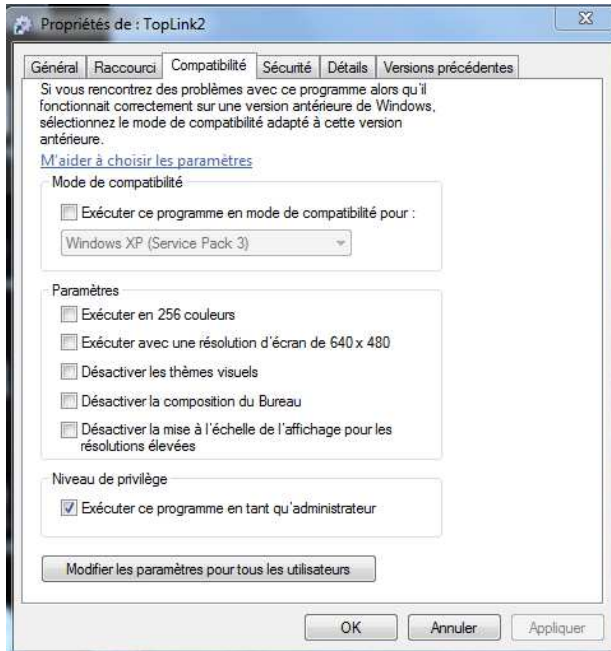 Propriétés de : TopLink2
Général Raccourci Compatibilité Sécurité Détails Versions précédentes
Si vous rencontrez des problèmes avec ce programme alors qu'il
fonctionnait correctement sur une version antérieure de Windows,
sélectionnez le mode de compatibilité adapté à cette version
antérieure.
M'aider à choisir les paramètres
Mode de compatibilité
Exécuter ce programme en mode de compatibilité pour :
Windows XP (Service Pack 3)
Paramètres
Exécuter en 256 couleurs
Exécuter avec une résolution d'écran de 640 x 480
Désactiver les thèmes visuels
Désactiver la composition du Bureau
Désactiver la mise à l'échelle de l'affichage pour les
résolutions élevées
Niveau de privilège
Exécuter ce programme en tant qu'administrateur
Modifier les paramètres pour tous les utilisateurs
OK Annuler Appliquer